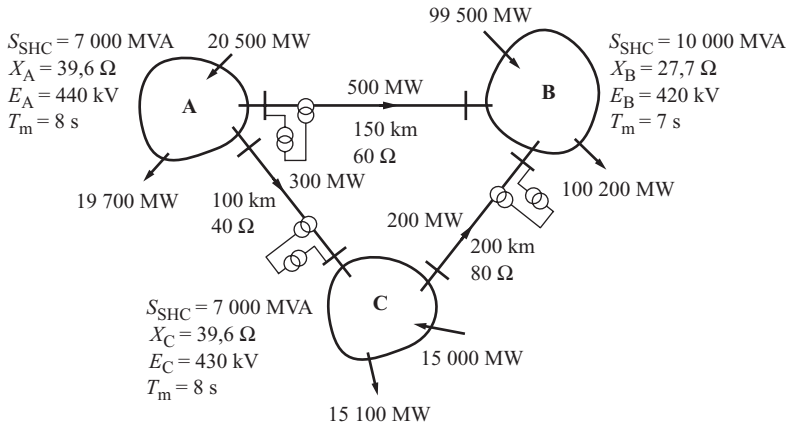 S_SHC = 7 000 MVA
X_A = 39,6 Ω
E_A = 440 kV
T_m = 8 s
20 500 MW
A
19 700 MW
500 MW
150 km
60 Ω
99 500 MW
B
S_SHC = 10 000 MVA
X_B = 27,7 Ω
E_B = 420 kV
T_m = 7 s
100 200 MW
300 MW
100 km
40 Ω
200 MW
200 km
80 Ω
C
S_SHC = 7 000 MVA
X_C = 39,6 Ω
E_C = 430 kV
T_m = 8 s
15 000 MW
15 100 MW